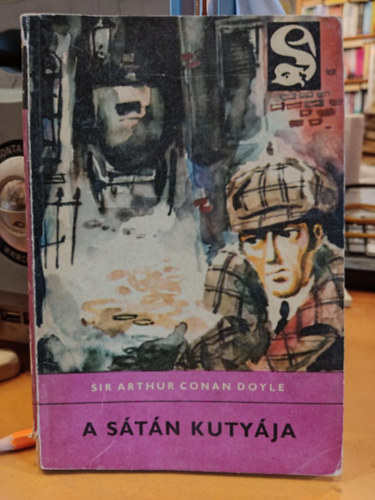 SIR ARTHUR CONAN DOYLE
A SÁTÁN KUTYÁJA